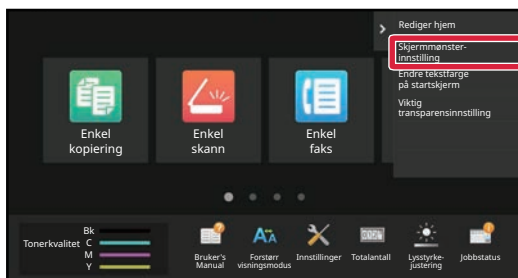 Rediger hjem
Skjermmønster-
innstilling
Endre tekstfarge
på startskjerm
Viktig
transparensinnstilling
Enkel
kopiering
Enkel
skann
Enkel
faks
Tonerkvalitet
Bk
C
M
Y
Bruker's
Manual
Forstørr
visningsmodus
Innstillinger
Totalantall
Lysstyrke-
justering
Jobbstatus